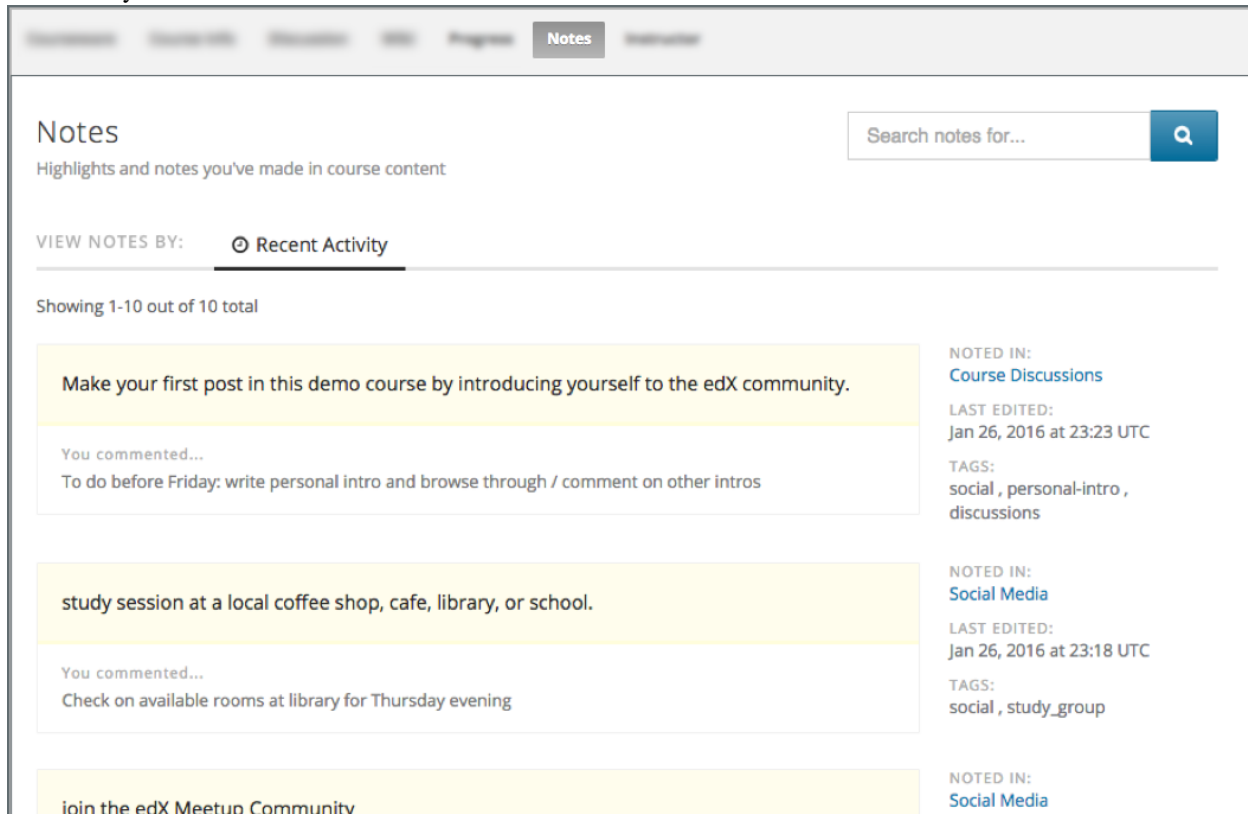 Notes
Notes
Search notes for...
Highlights and notes you've made in course content
VIEW NOTES BY:
Recent Activity
Showing 1-10 out of 10 total
Make your first post in this demo course by introducing yourself to the edX community.
You commented...
To do before Friday: write personal intro and browse through / comment on other intros
NOTED IN:
Course Discussions
LAST EDITED:
Jan 26, 2016 at 23:23 UTC
TAGS:
social , personal-intro ,
discussions
study session at a local coffee shop, cafe, library, or school.
You commented...
Check on available rooms at library for Thursday evening
NOTED IN:
Social Media
LAST EDITED:
Jan 26, 2016 at 23:18 UTC
TAGS:
social , study_group
join the edX Meetup Community
NOTED IN:
Social Media